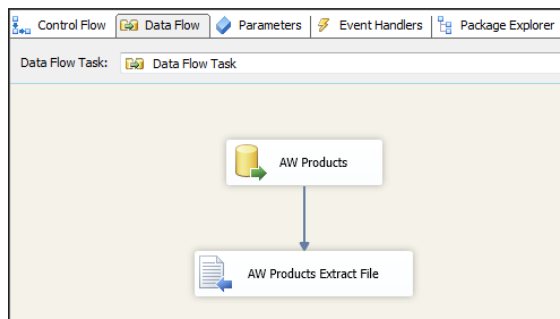 Control Flow Data Flow Parameters Event Handlers Package Explorer
Data Flow Task: Data Flow Task
AW Products
AW Products Extract File